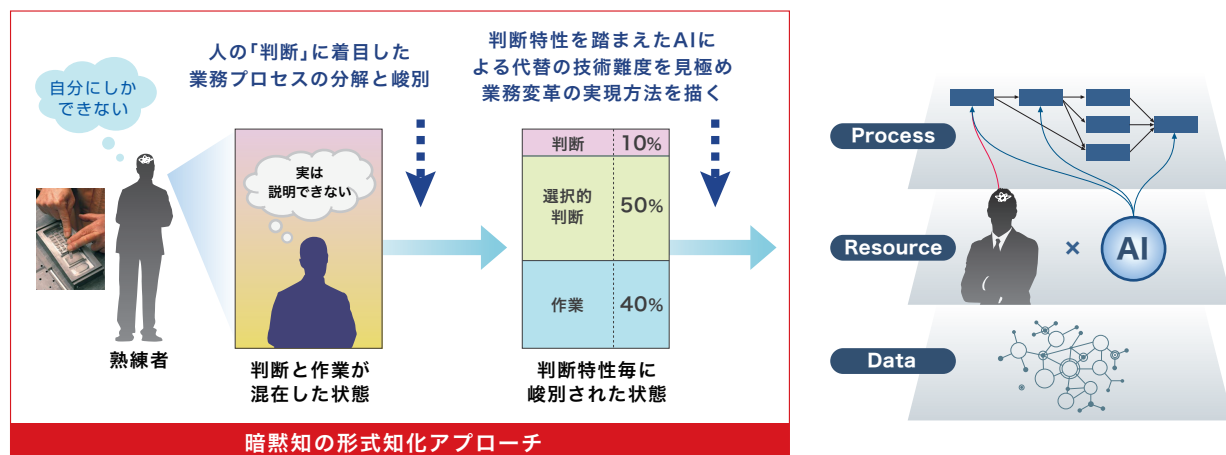 人の「判断」に着目した
業務プロセスの分解と峻別
判断特性を踏まえたAIに
よる代替の技術難度を見極め
業務変革の実現方法を描く
自分にしか
できない
実は
説明できない
熟練者
判断と作業が
混在した状態
判断 10%
選択的
判断 50%
作業 40%
判断特性毎に
峻別された状態
暗黙知の形式知化アプローチ
Process
Resource
× AI
Data